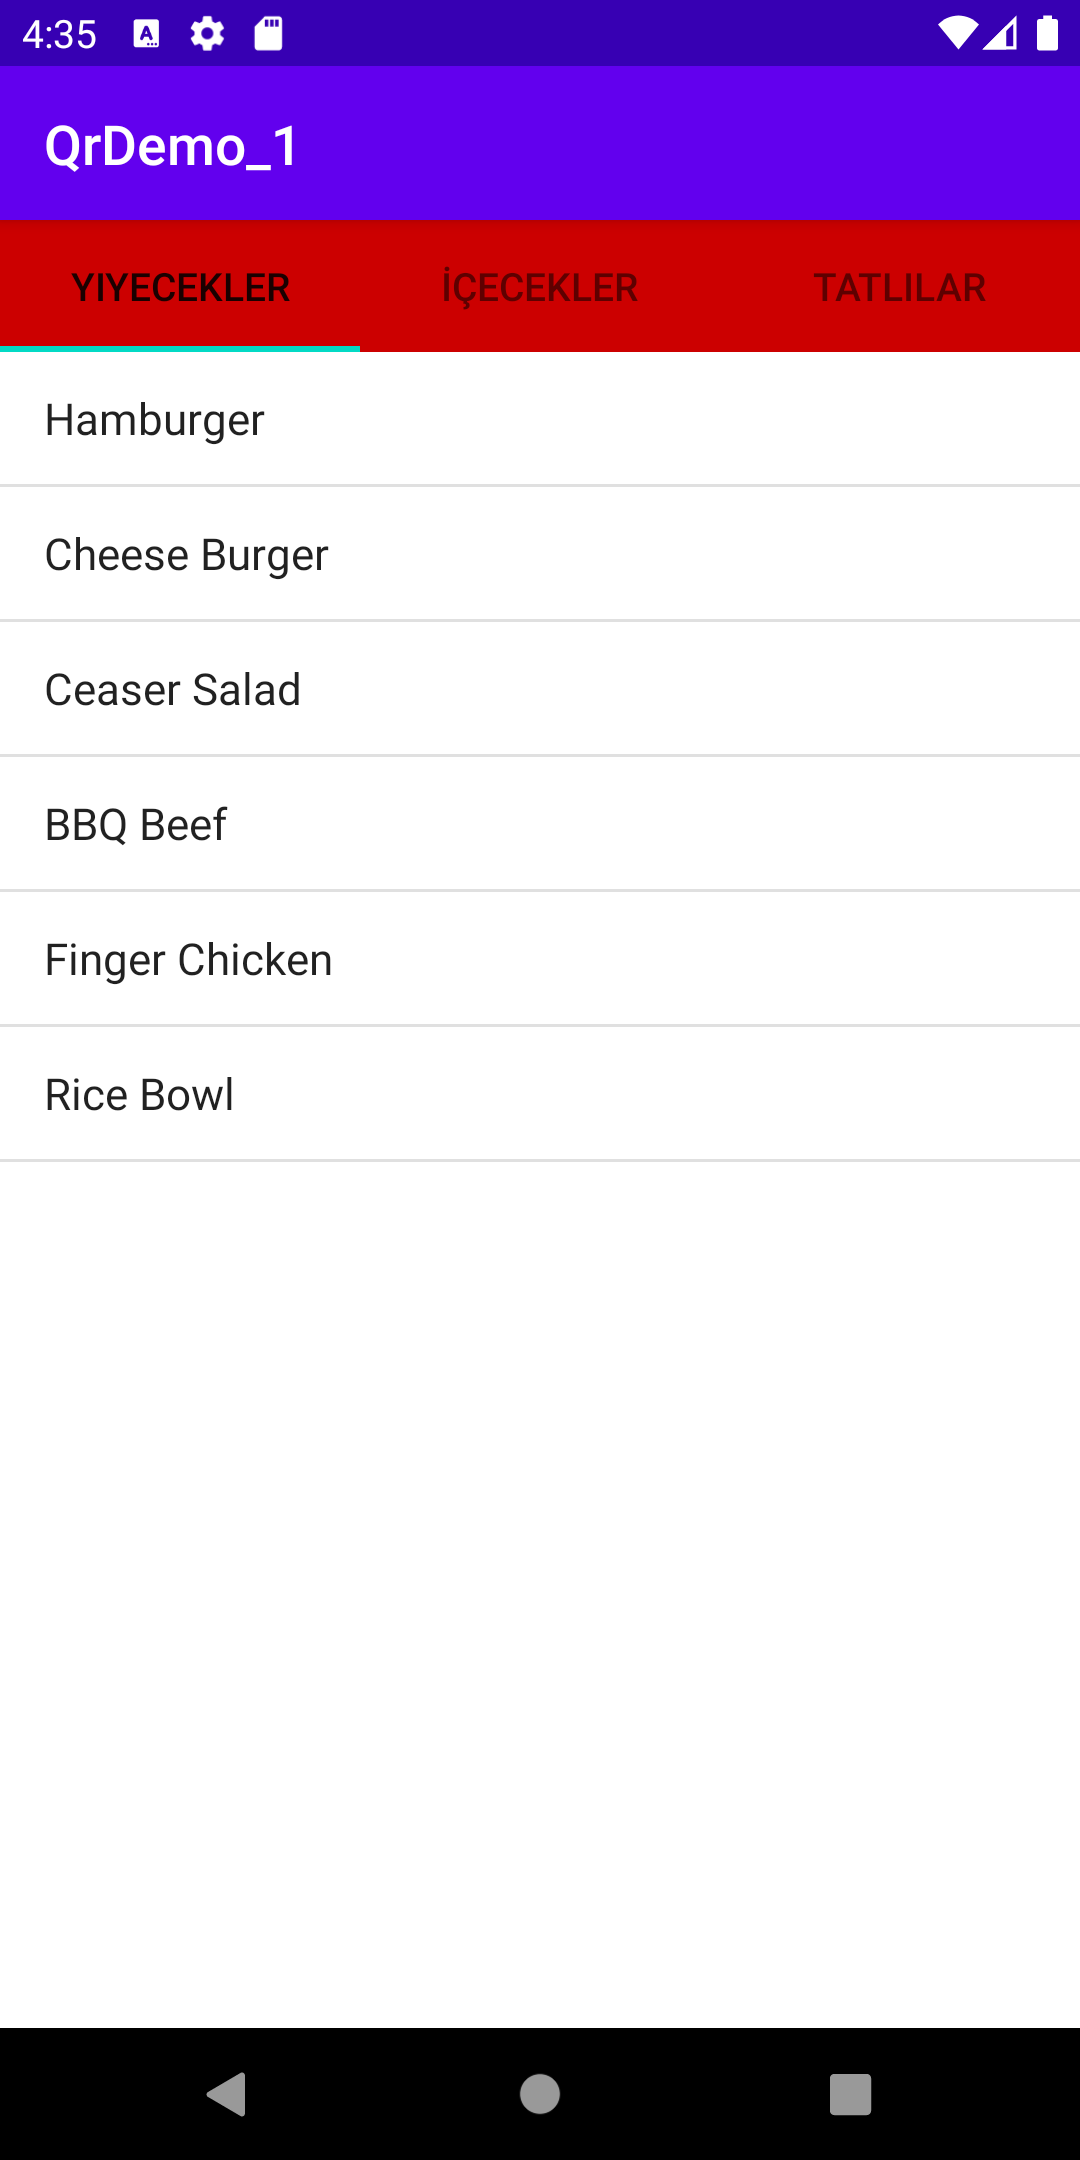 4:35
QrDemo_1
YIYECEKLER
İÇECEKLER
TATLILAR
Hamburger
Cheese Burger
Ceaser Salad
BBQ Beef
Finger Chicken
Rice Bowl